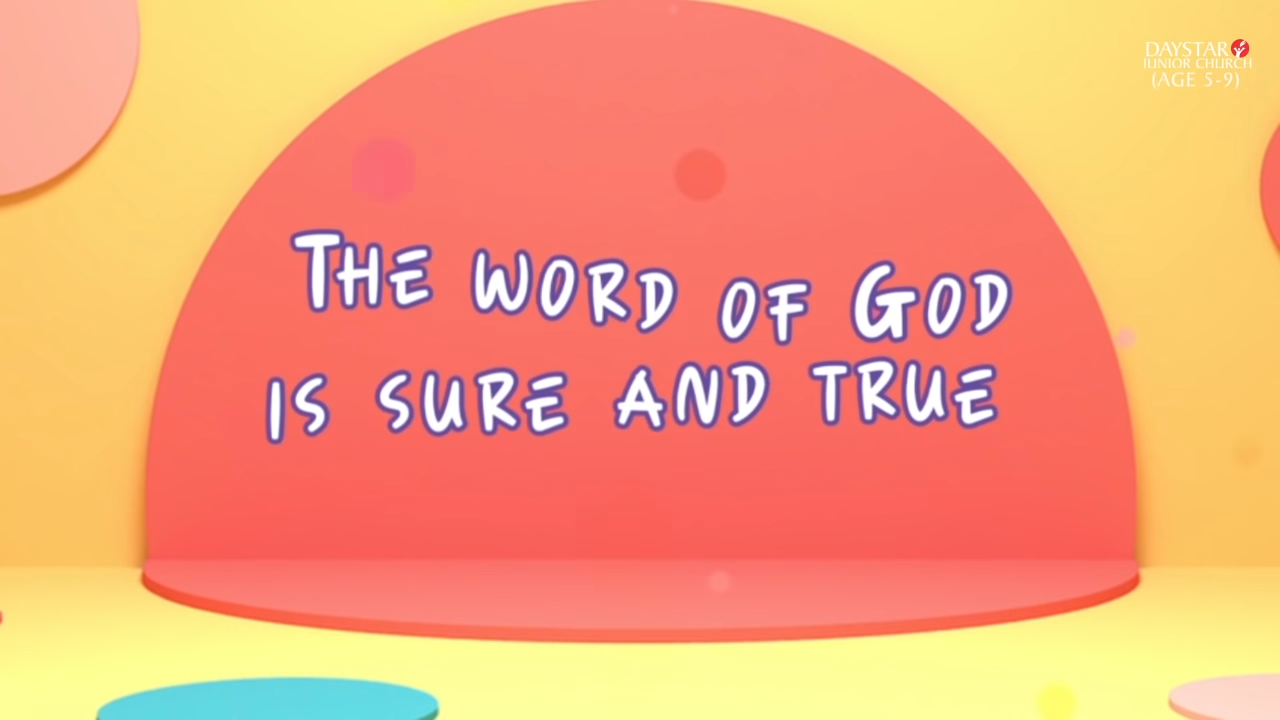 DAYSTAR
JUNIOR CHURCH
(AGE 5-9)
THE WORD OF GOD
IS SURE AND TRUE